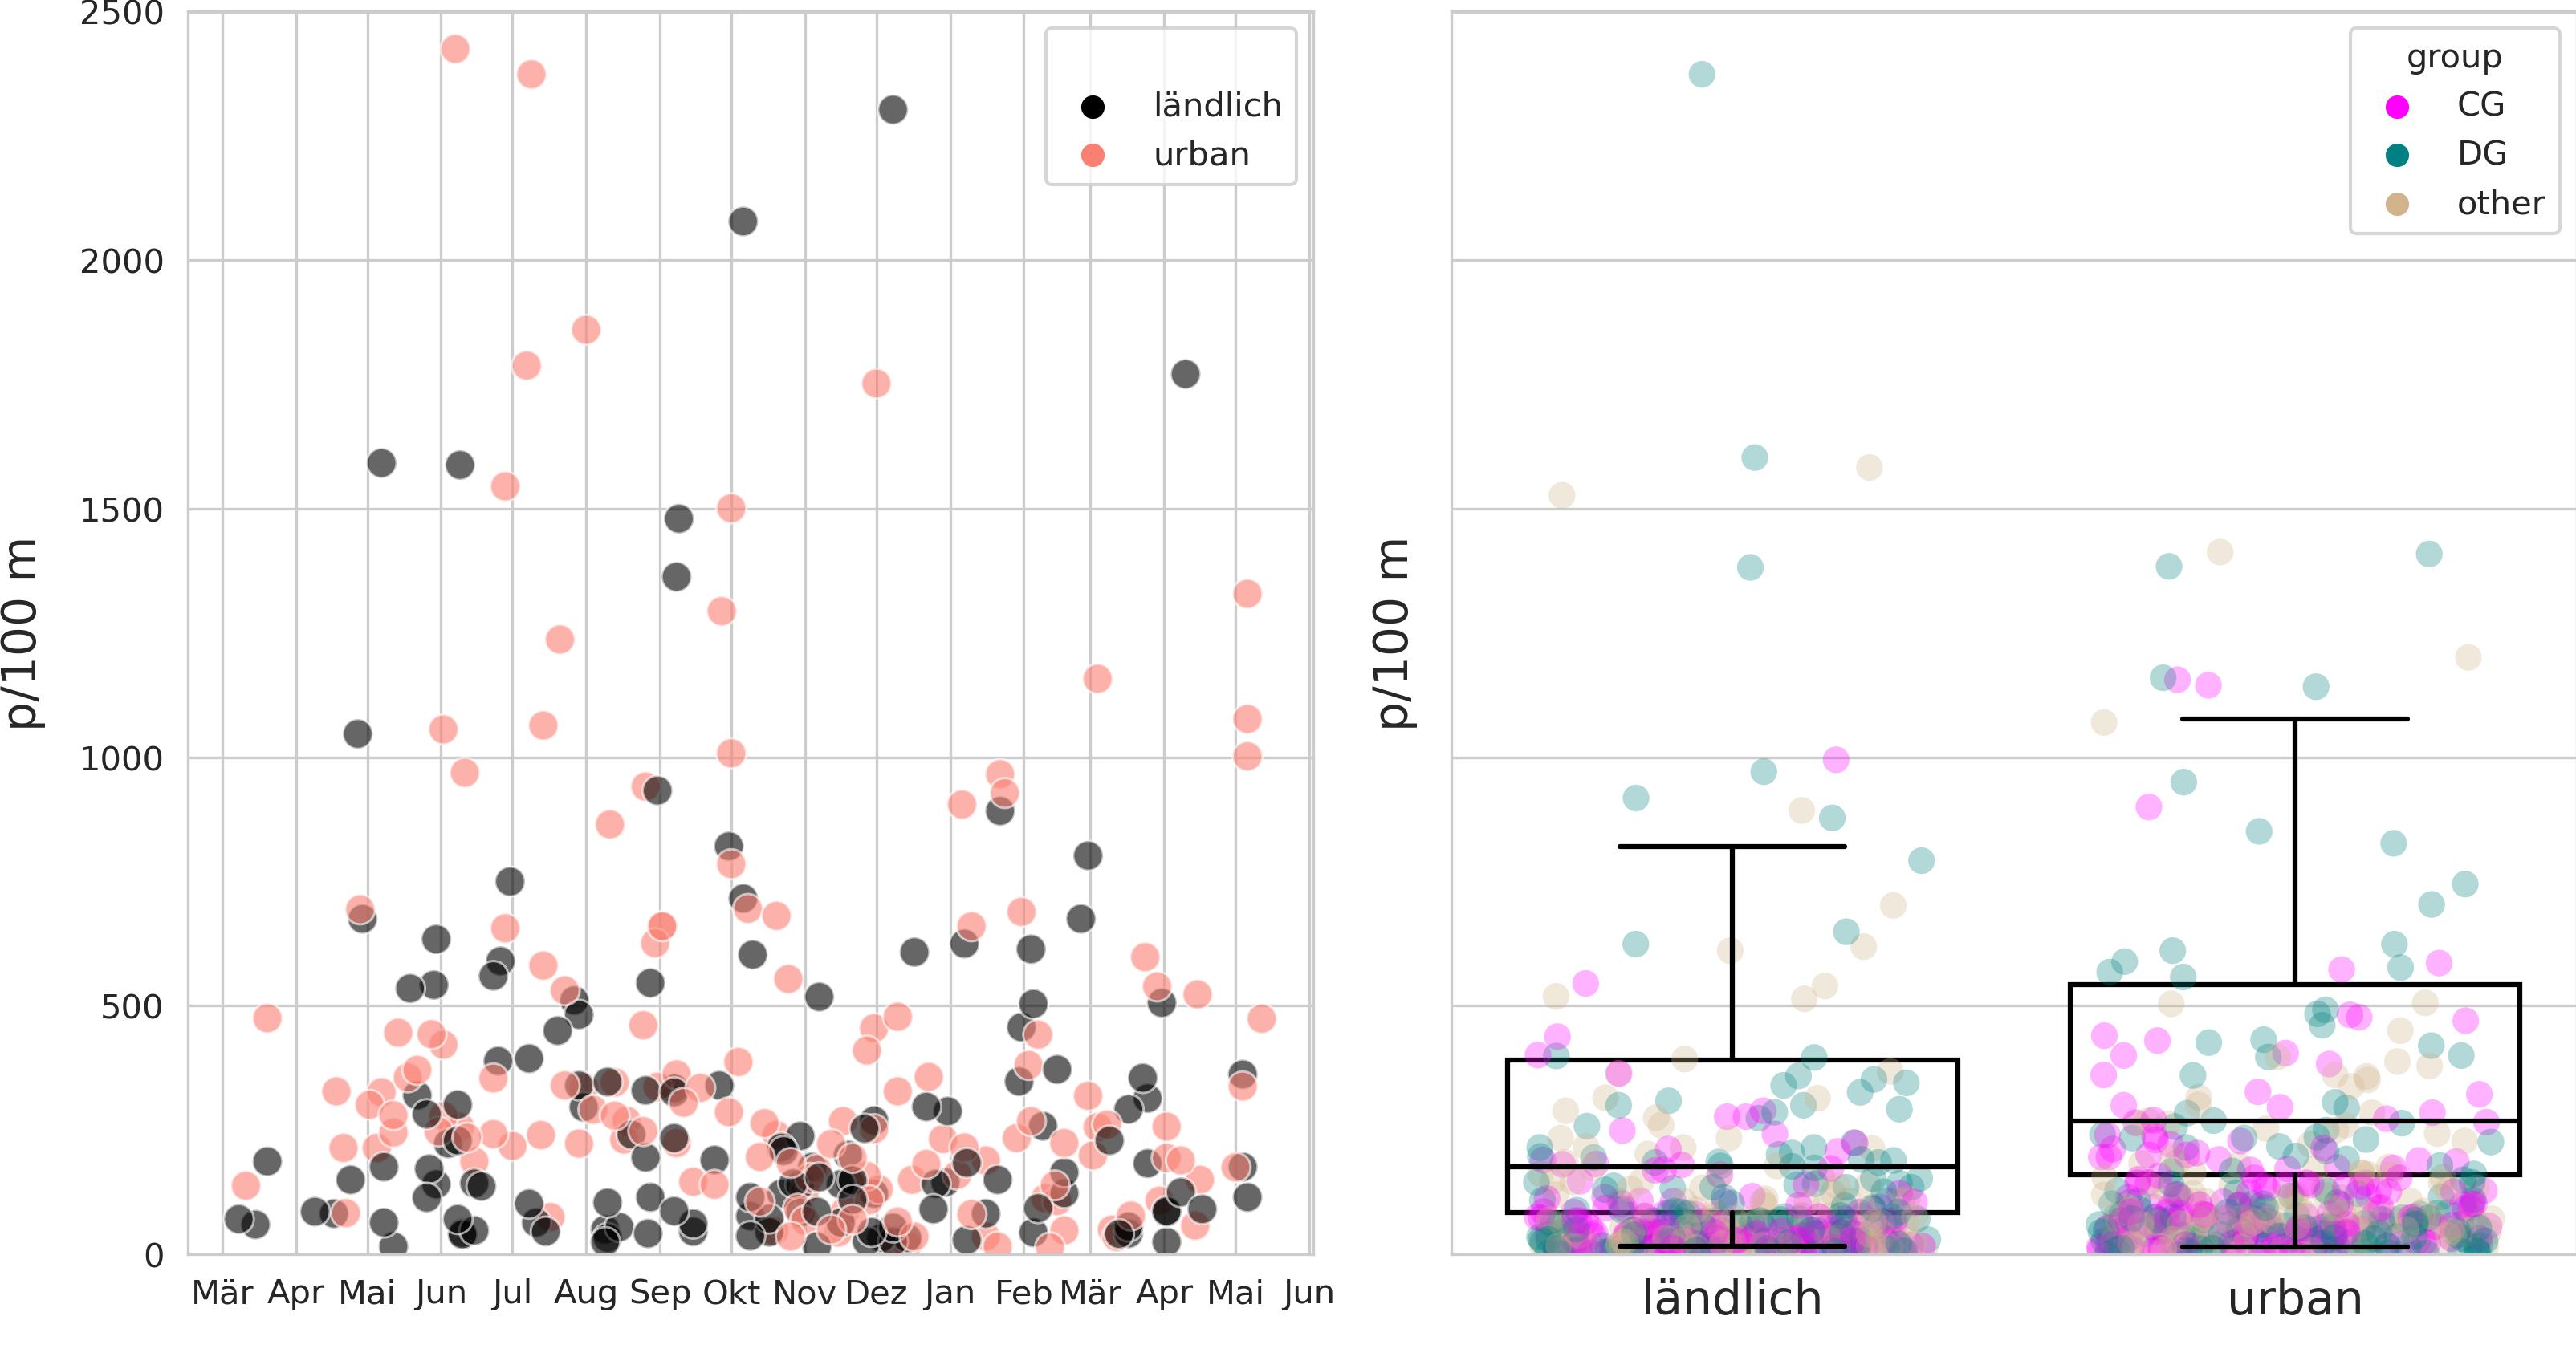 2500
2000
1500
1000
500
0
p/100 m
ländlich
urban
Mär Apr Mai Jun Jul Aug Sep Okt Nov Dez Jan Feb Mär Apr Mai Jun
p/100 m
group
CG
DG
other
ländlich urban